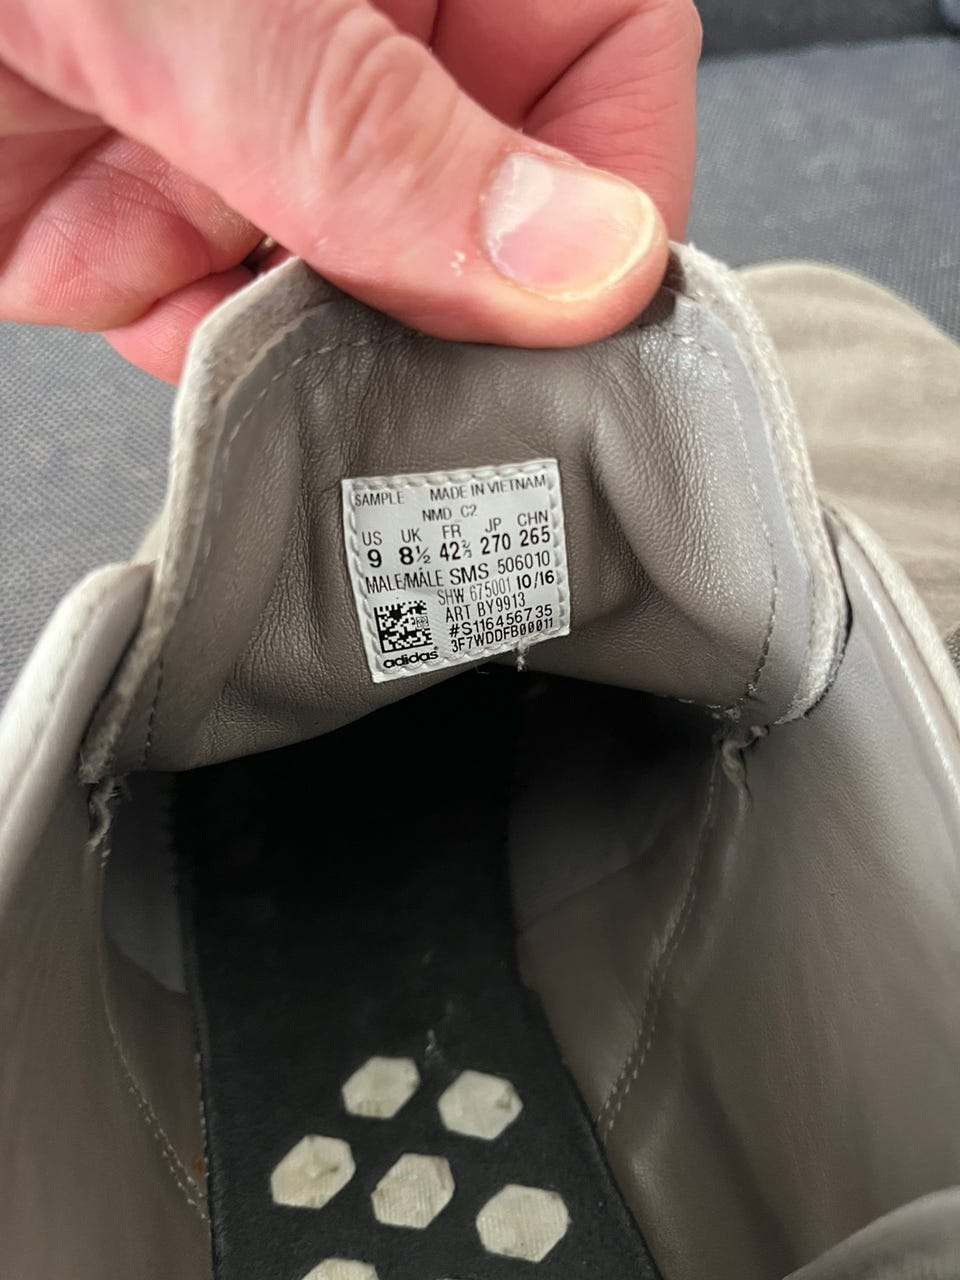 SAMPLE MADE IN VIETNAM
NMD C2
US UK FR JP CHN
9 8½ 42⅔ 270 265
MALE/MÂLE SMS 506010
SHW 675001 10/16
ART BY9913
#S116456735
3F7WDDFB00011
adidas